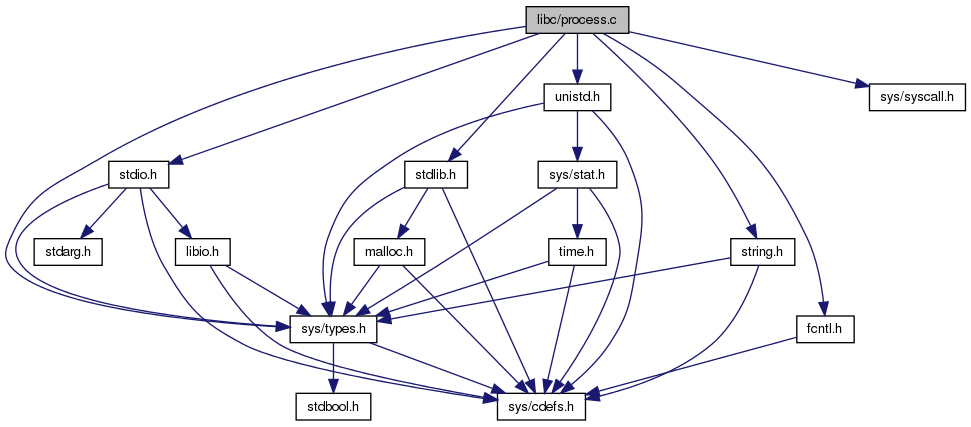 libc/process.c
unistd.h
sys/syscall.h
stdio.h
stdlib.h
sys/stat.h
stdarg.h
libio.h
malloc.h
time.h
string.h
sys/types.h
fcntl.h
stdbool.h
sys/cdefs.h